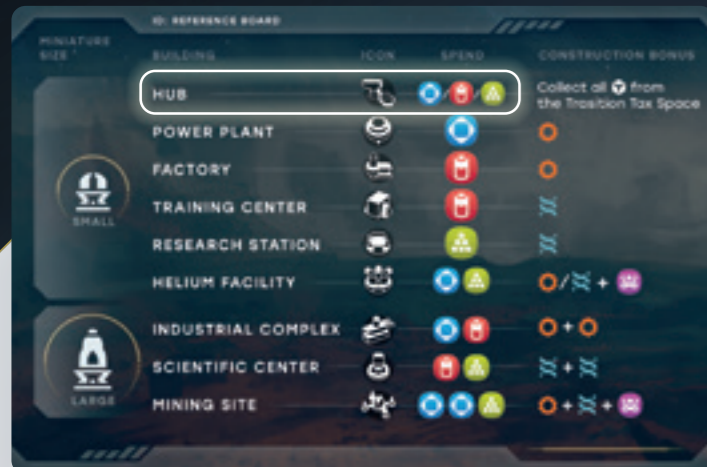 ID: REFERENCE BOARD
MINIATURE SIZE BUILDING ICON SPEND CONSTRUCTION BONUS
HUB / / Collect all from
the Trasition Tax Space
POWER PLANT
FACTORY
TRAINING CENTER
SMALL
RESEARCH STATION
HELIUM FACILITY / +
INDUSTRIAL COMPLEX +
SCIENTIFIC CENTER +
LARGE
MINING SITE + +